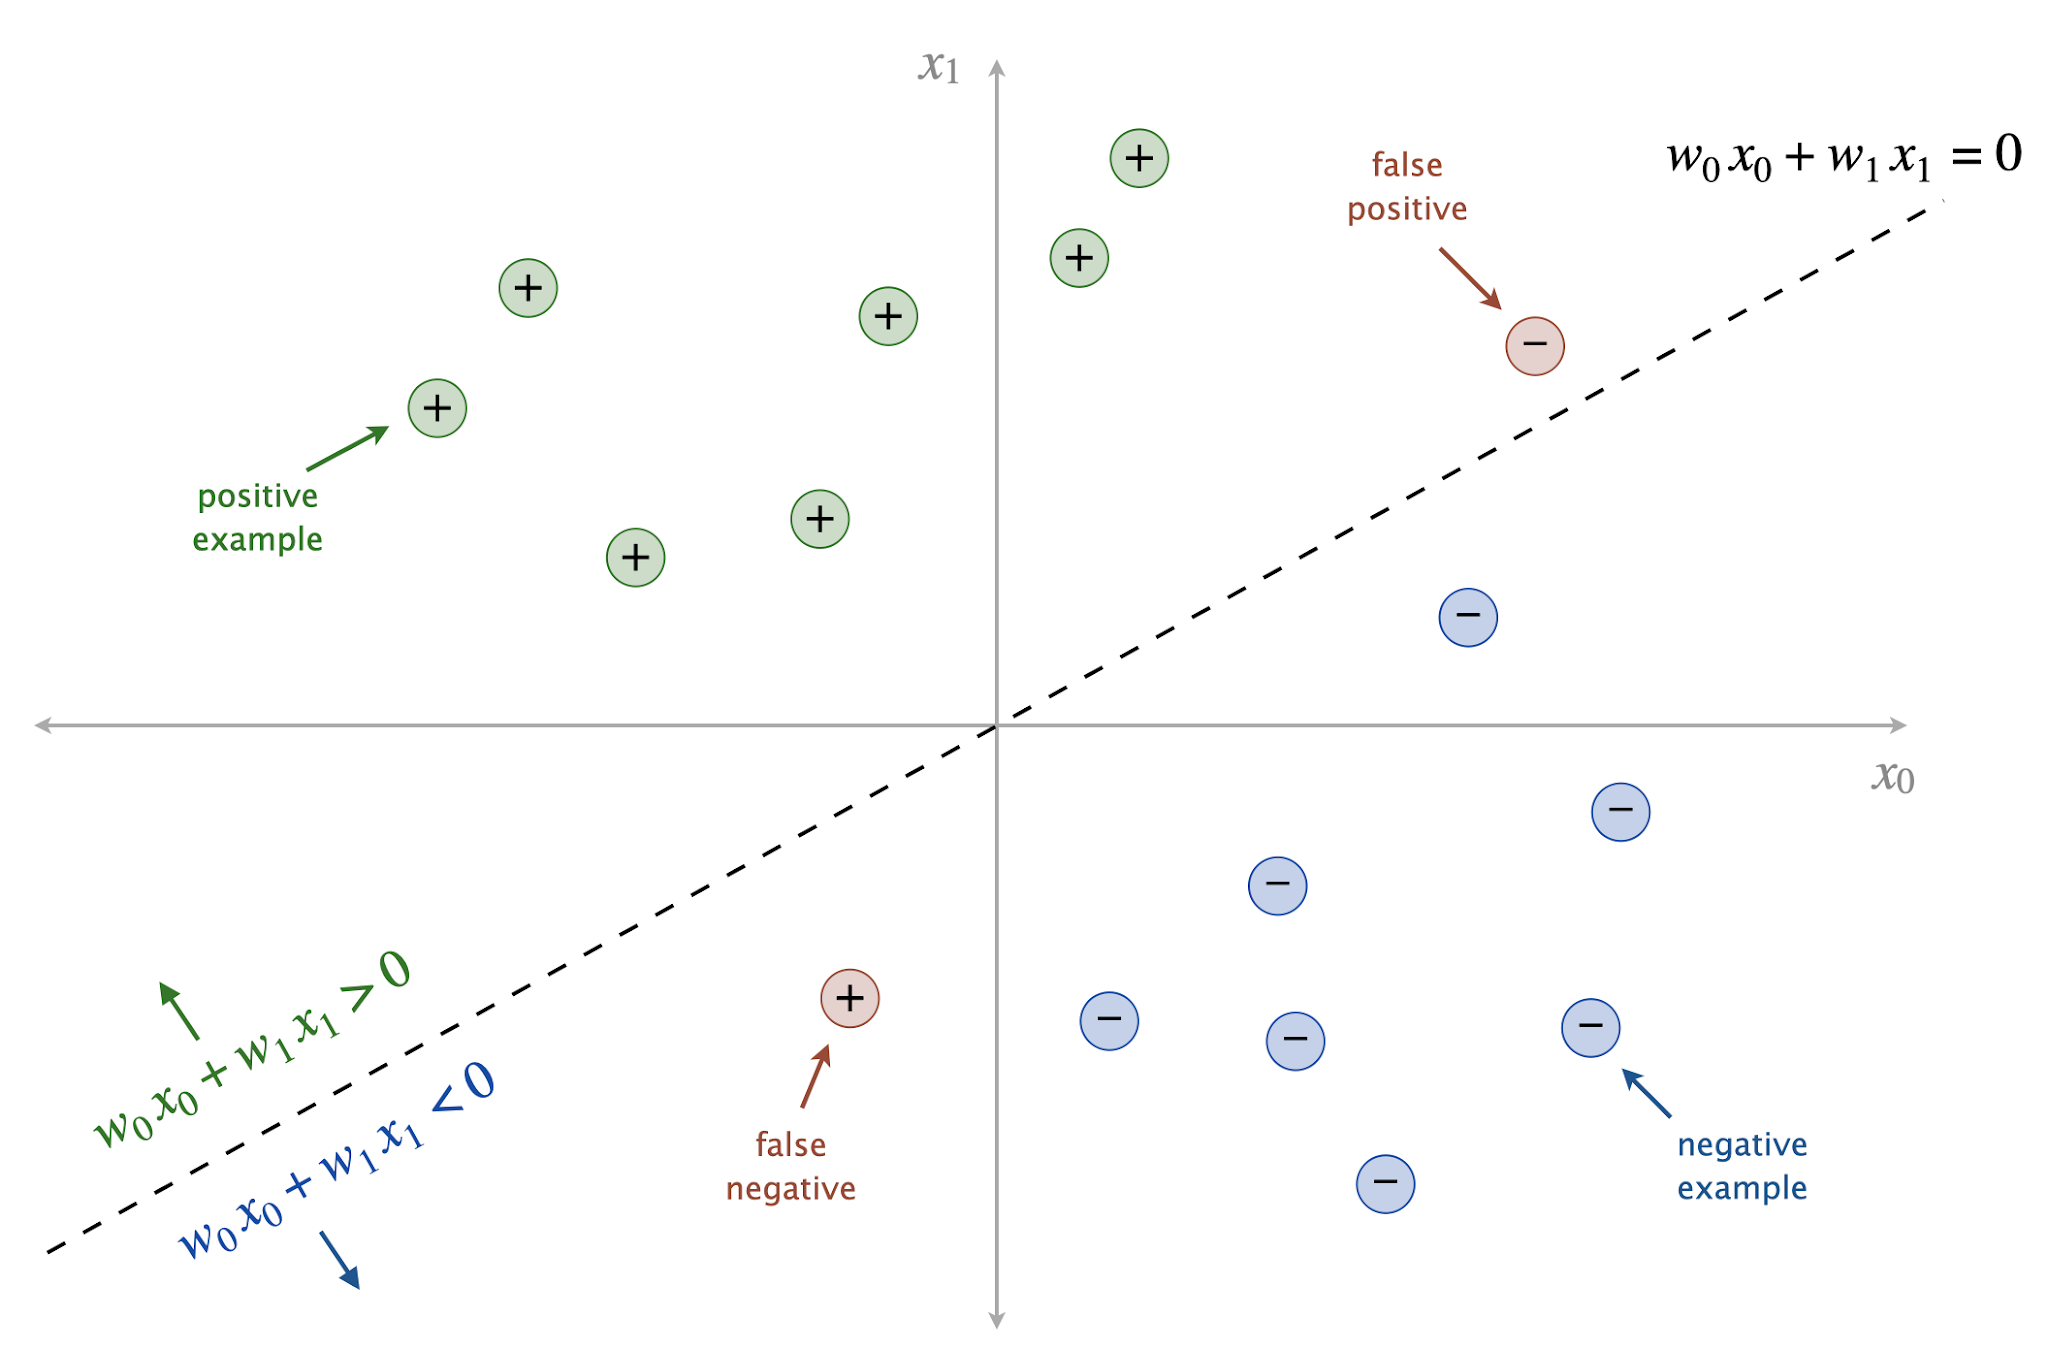 x₁
w₀x₀ + w₁x₁ = 0
false
positive
+
+
+
+
−
+
positive
example
+
+
−
x₀
−
−
w₀x₀ + w₁x₁ > 0
w₀x₀ + w₁x₁ < 0
+
−
−
−
false
negative
−
negative
example